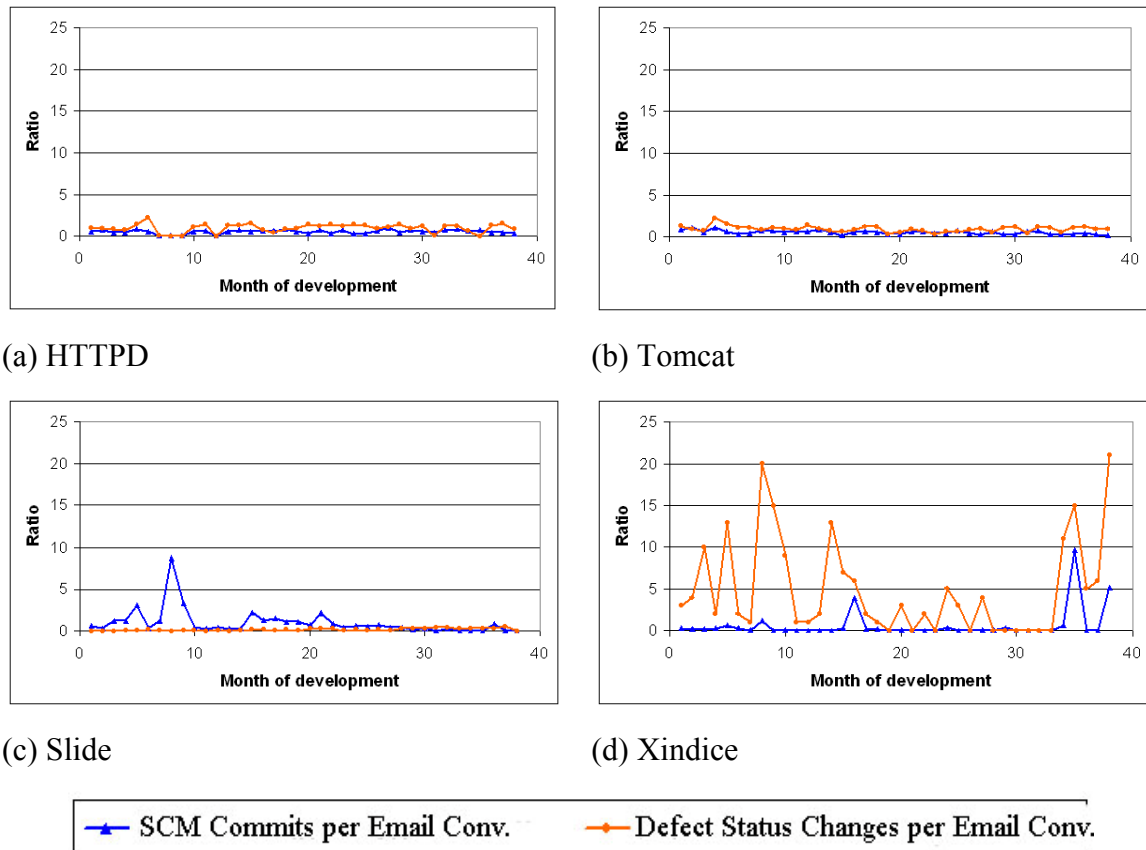 25
20
15
10
5
0
Ratio
0 10 20 30 40
Month of development
(a) HTTPD
25
20
15
10
5
0
Ratio
0 10 20 30 40
Month of development
(b) Tomcat
25
20
15
10
5
0
Ratio
0 10 20 30 40
Month of development
(c) Slide
25
20
15
10
5
0
Ratio
0 10 20 30 40
Month of development
(d) Xindice
SCM Commits per Email Conv.
Defect Status Changes per Email Conv.